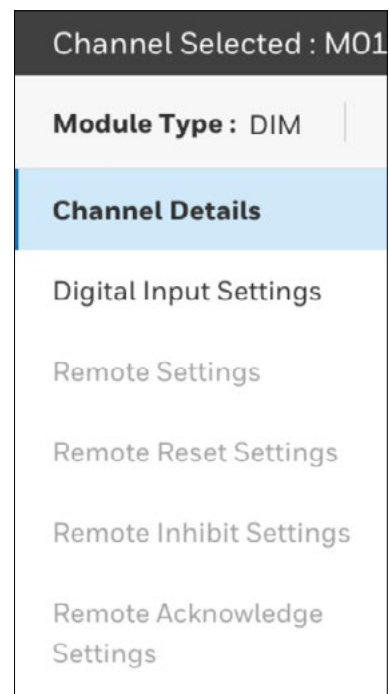 Channel Selected : M01
Module Type : DIM
Channel Details
Digital Input Settings
Remote Settings
Remote Reset Settings
Remote Inhibit Settings
Remote Acknowledge
Settings